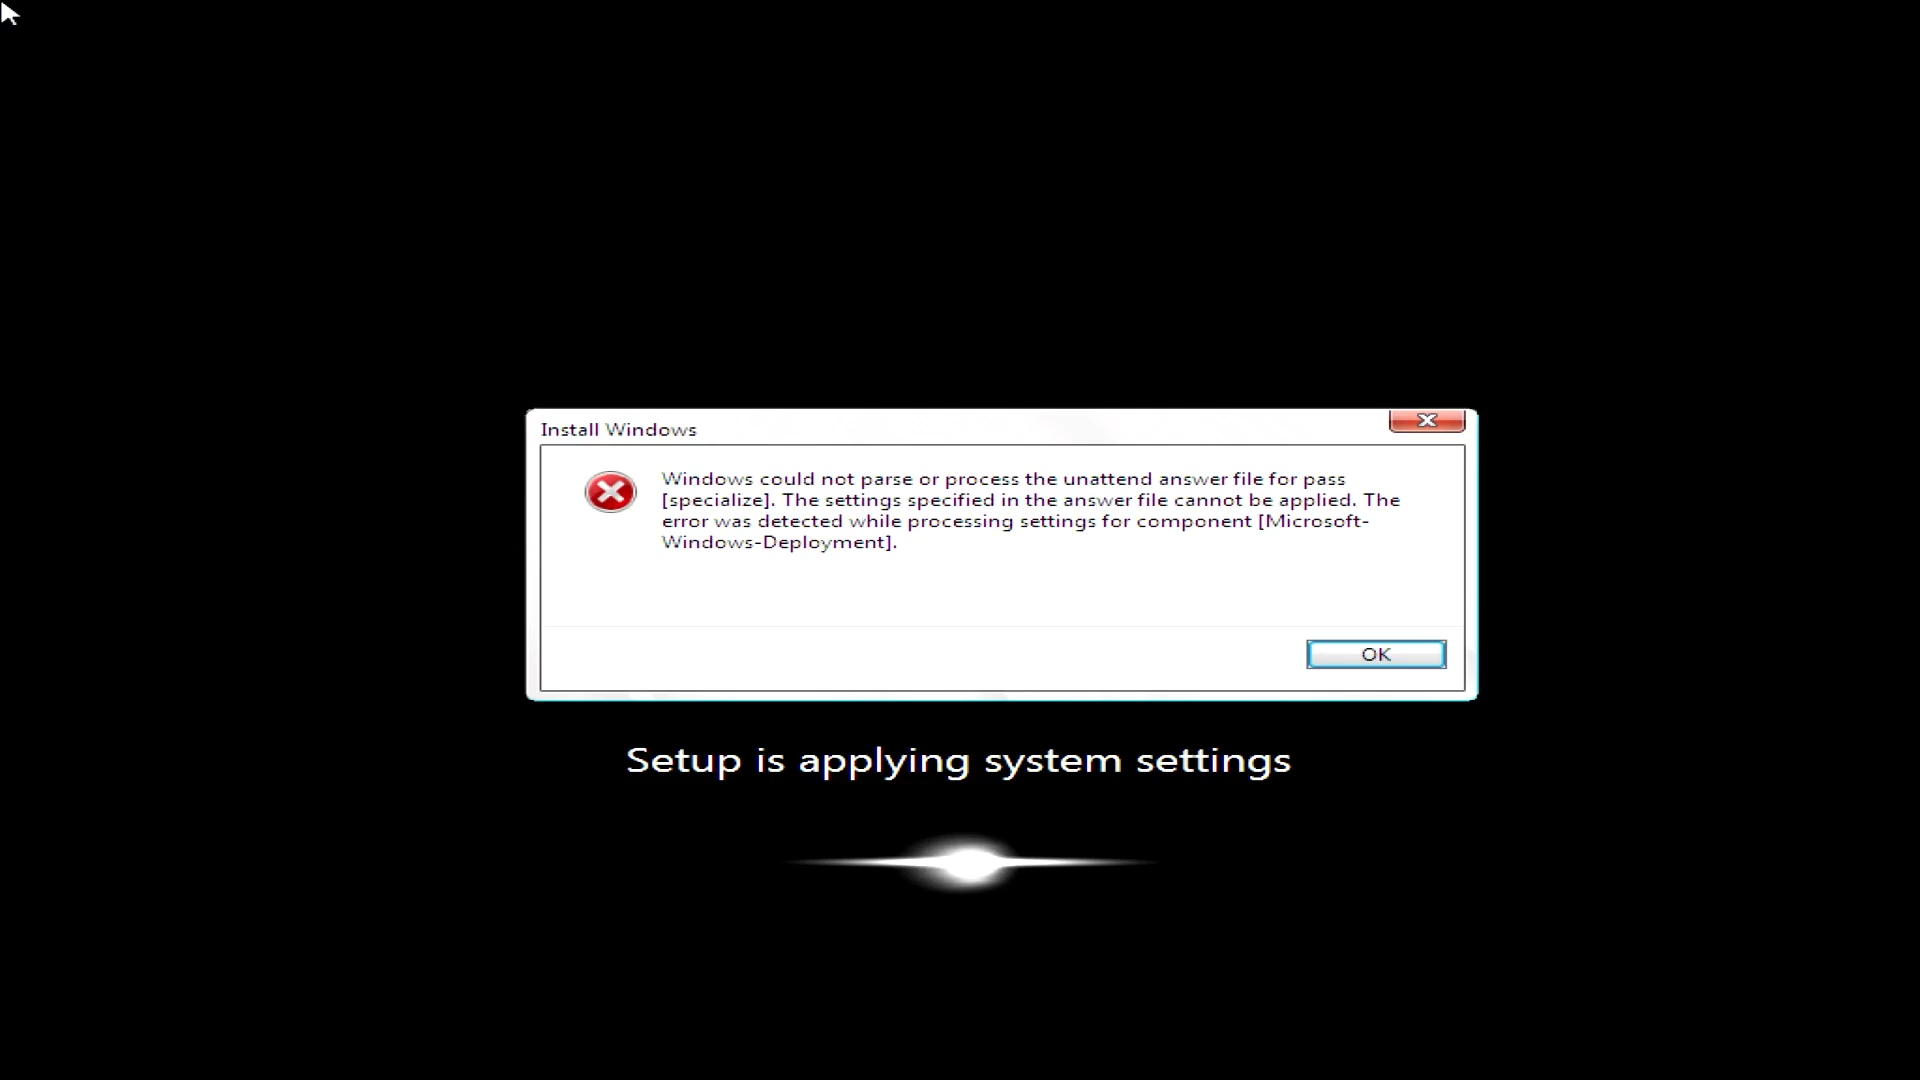 Install Windows
Windows could not parse or process the unattend answer file for pass
[specialize]. The settings specified in the answer file cannot be applied. The
error was detected while processing settings for component [Microsoft-
Windows-Deployment].
OK
Setup is applying system settings